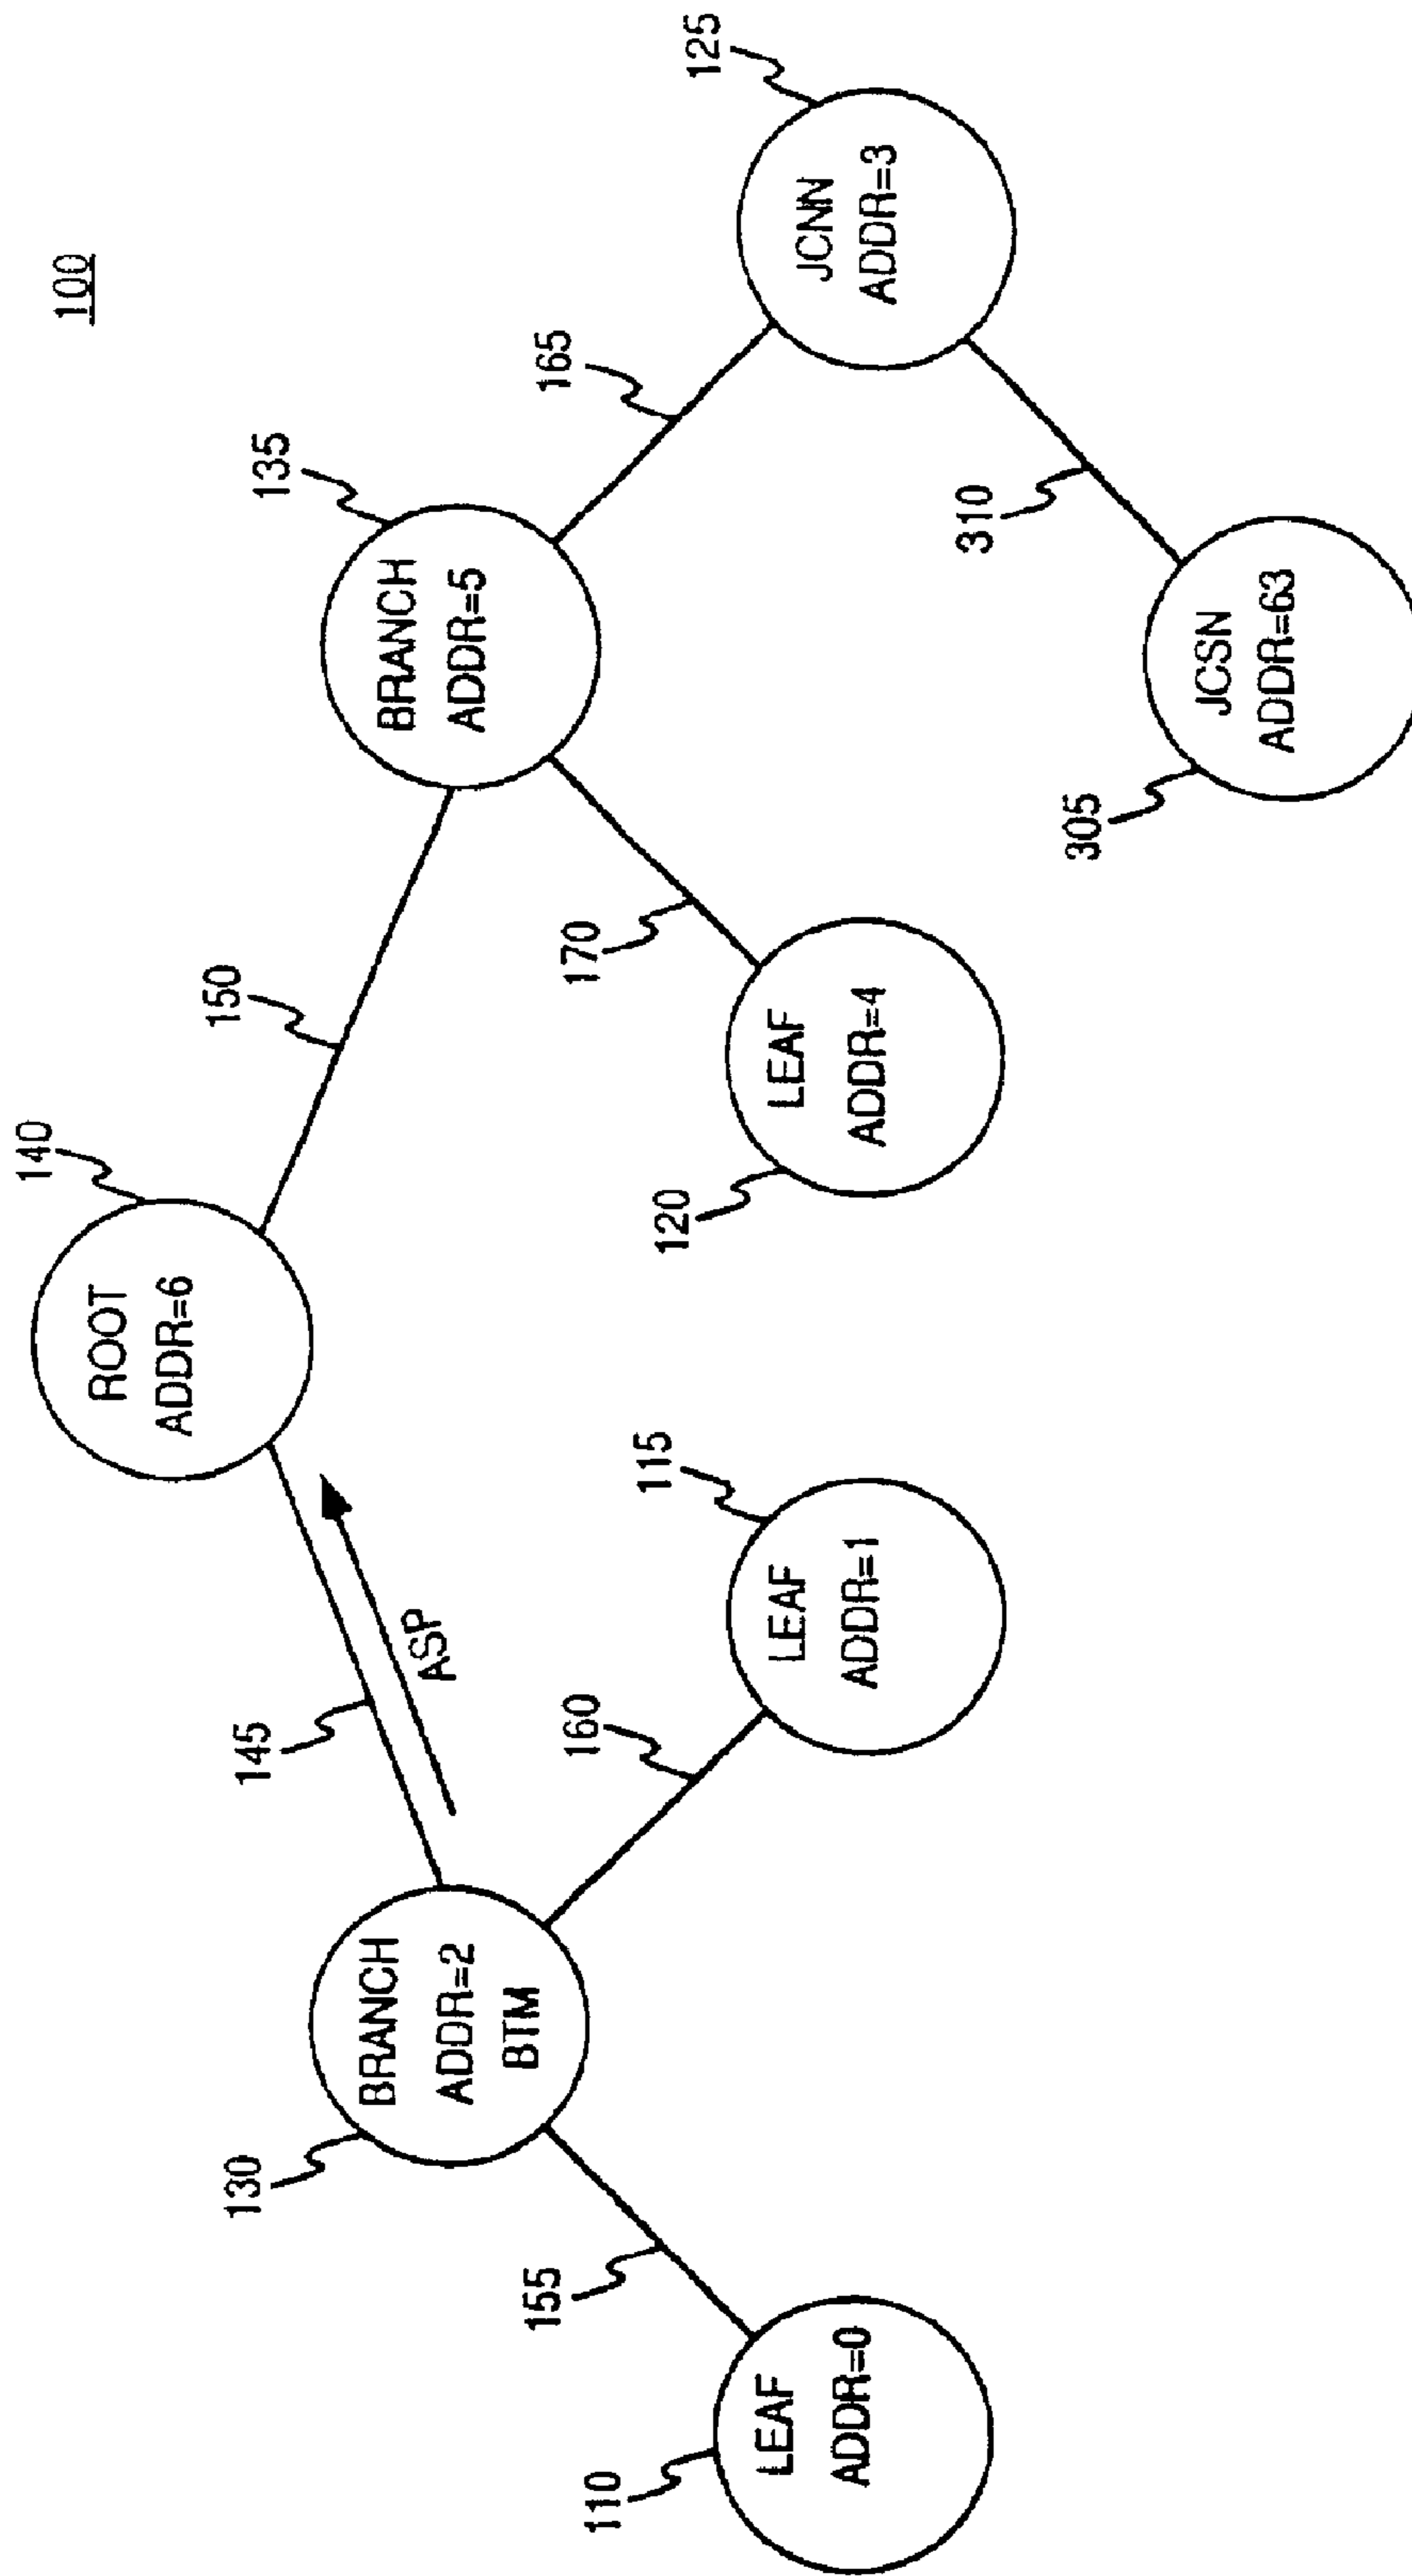 100
140
ROOT
ADDR=6
145
150
ASP
130
BRANCH
ADDR=2
BTM
135
BRANCH
ADDR=5
155
160
170
165
110
LEAF
ADDR=0
115
LEAF
ADDR=1
120
LEAF
ADDR=4
125
JCNN
ADDR=3
310
305
JCSN
ADDR=63